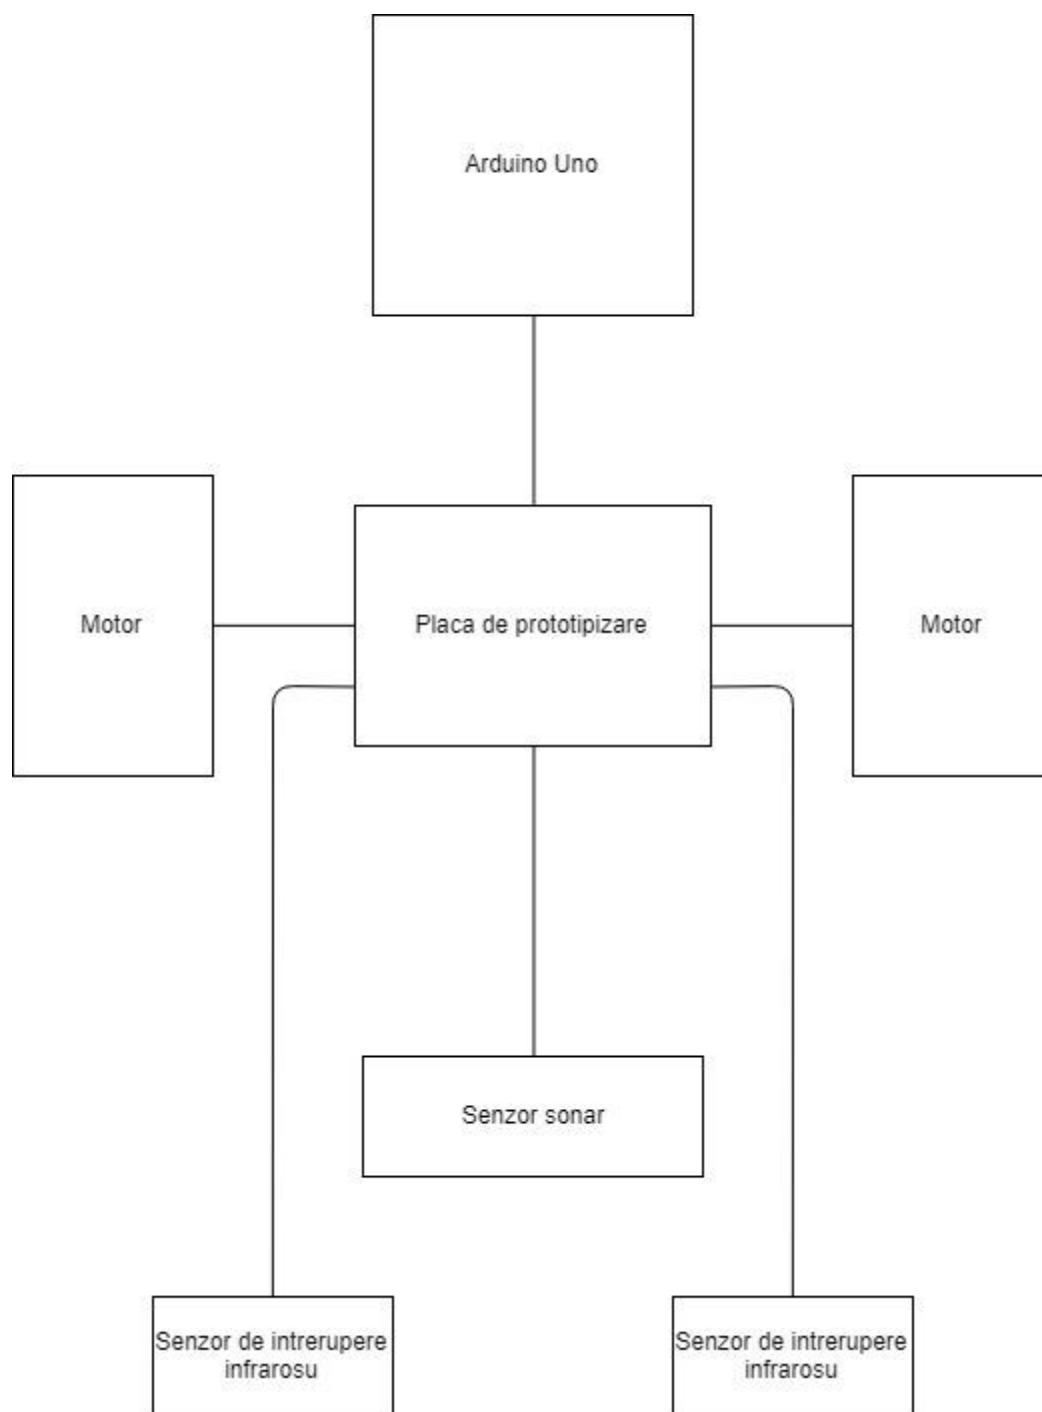 Arduino Uno
Motor
Placa de prototipizare
Motor
Senzor sonar
Senzor de intrerupere
infrarosu
Senzor de intrerupere
infrarosu